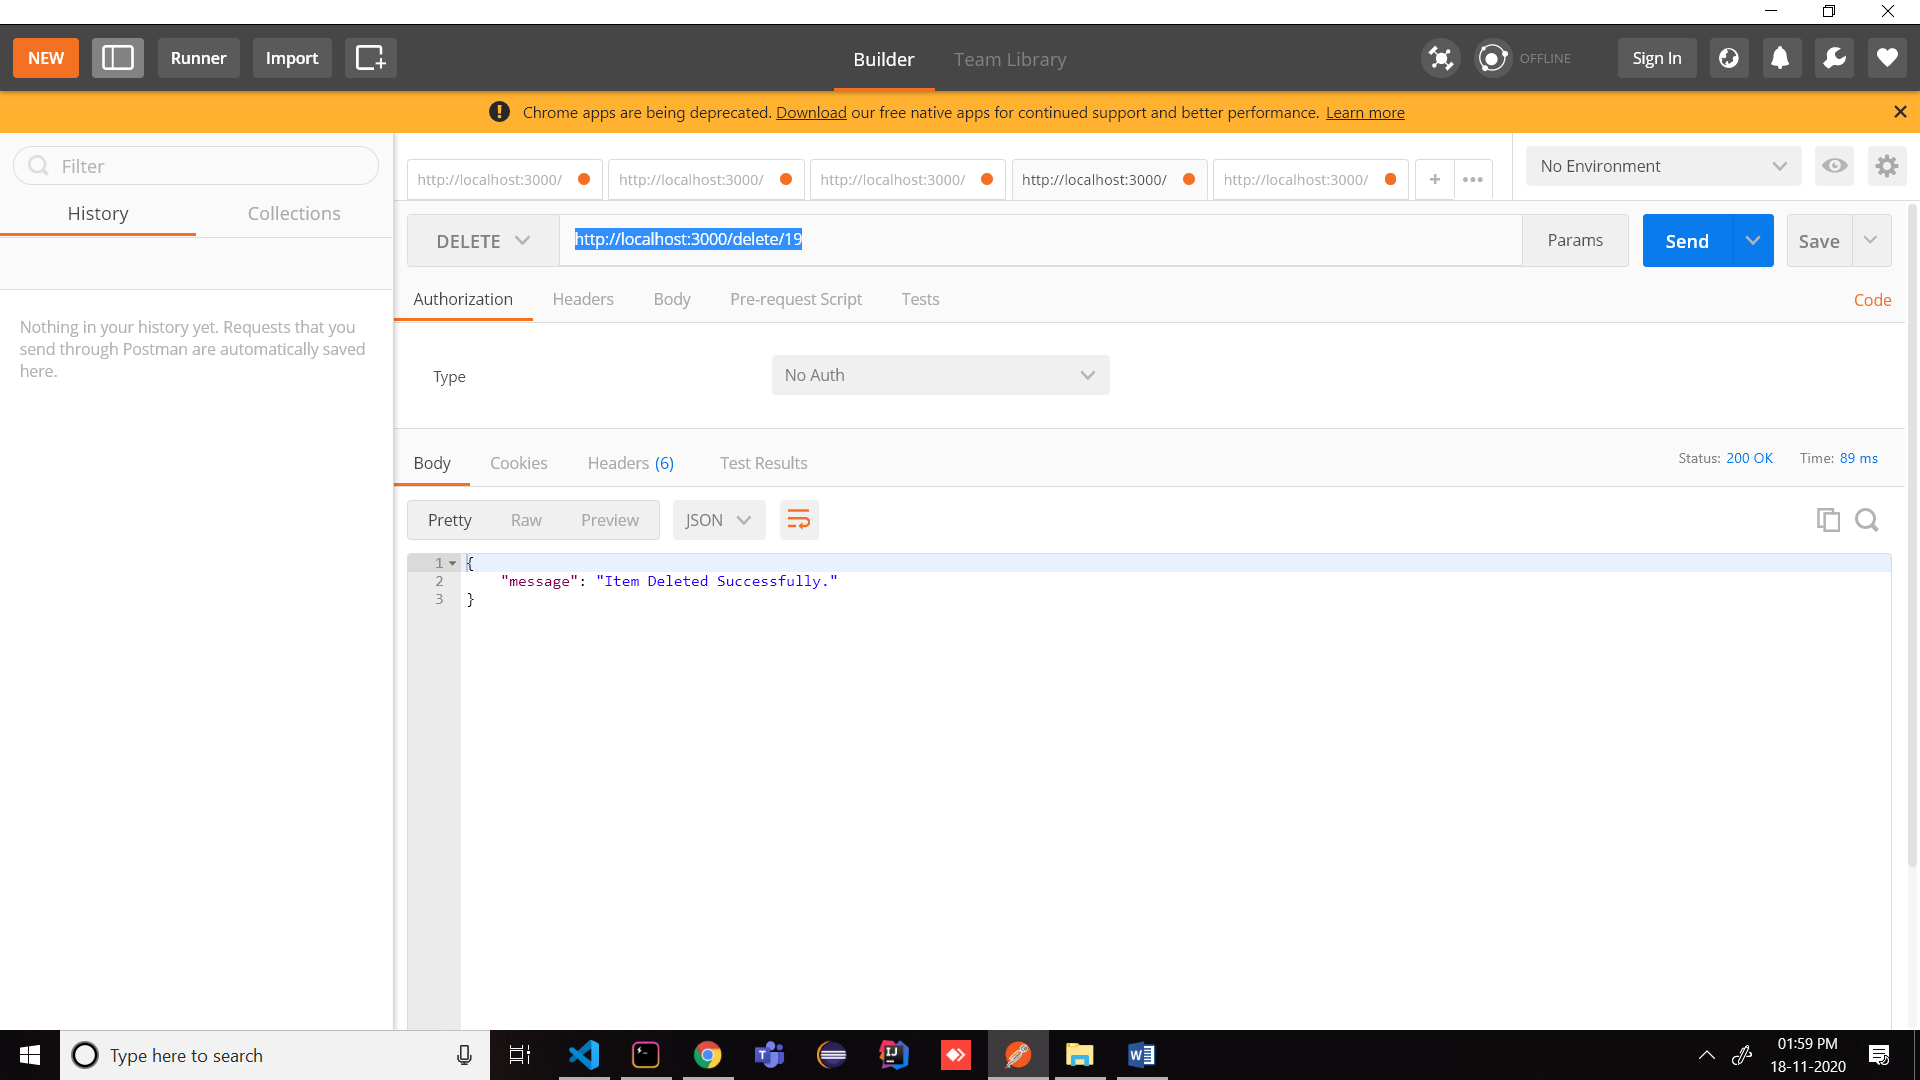 NEW
Runner
Import
Builder
Team Library
OFFLINE
Sign In
Chrome apps are being deprecated. Download our free native apps for continued support and better performance. Learn more
Filter
History
Collections
Nothing in your history yet. Requests that you
send through Postman are automatically saved
here.
http://localhost:3000/
http://localhost:3000/
http://localhost:3000/
http://localhost:3000/
http://localhost:3000/
No Environment
DELETE
http://localhost:3000/delete/19
Params
Send
Save
Authorization
Headers
Body
Pre-request Script
Tests
Code
Type
No Auth
Body
Cookies
Headers (6)
Test Results
Status: 200 OK
Time: 89 ms
Pretty
Raw
Preview
JSON
1 {
2 "message": "Item Deleted Successfully."
3 }
Type here to search
01:59 PM
18-11-2020